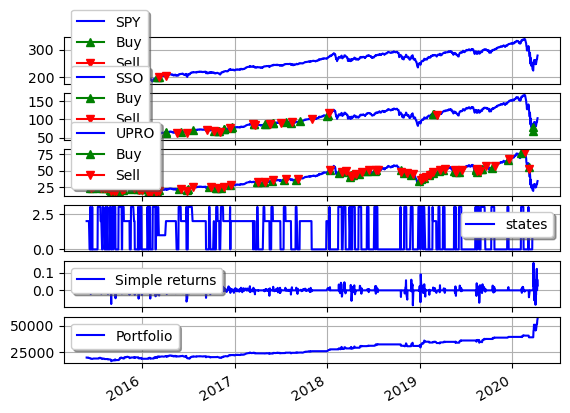 SPY
Buy
Sell
300
200
SSO
Buy
Sell
150
100
50
UPRO
Buy
Sell
75
50
25
states
2.5
0.0
Simple returns
0.1
0.0
Portfolio
50000
25000
2016 2017 2018 2019 2020